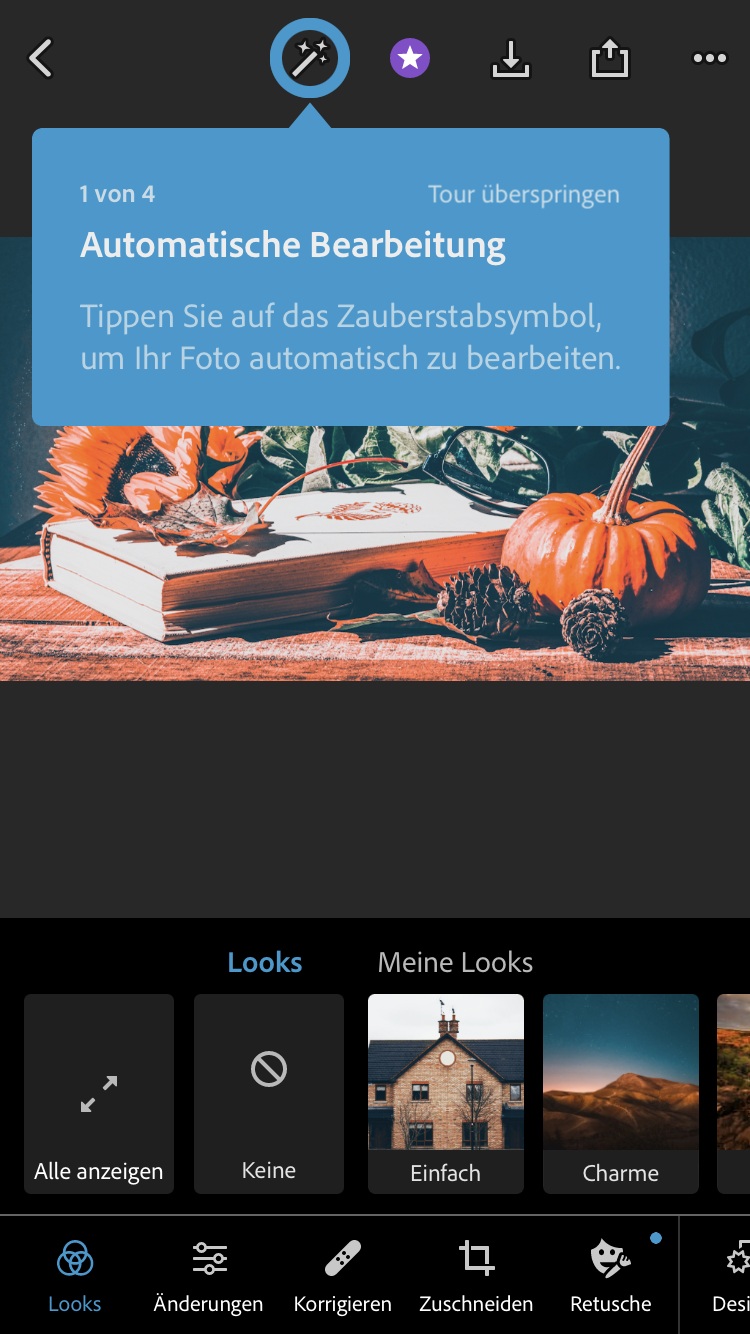 1 von 4
Tour überspringen
Automatische Bearbeitung
Tippen Sie auf das Zauberstabsymbol,
um Ihr Foto automatisch zu bearbeiten.
Looks
Meine Looks
Alle anzeigen
Keine
Einfach
Charme
Looks
Änderungen
Korrigieren
Zuschneiden
Retusche
Desi